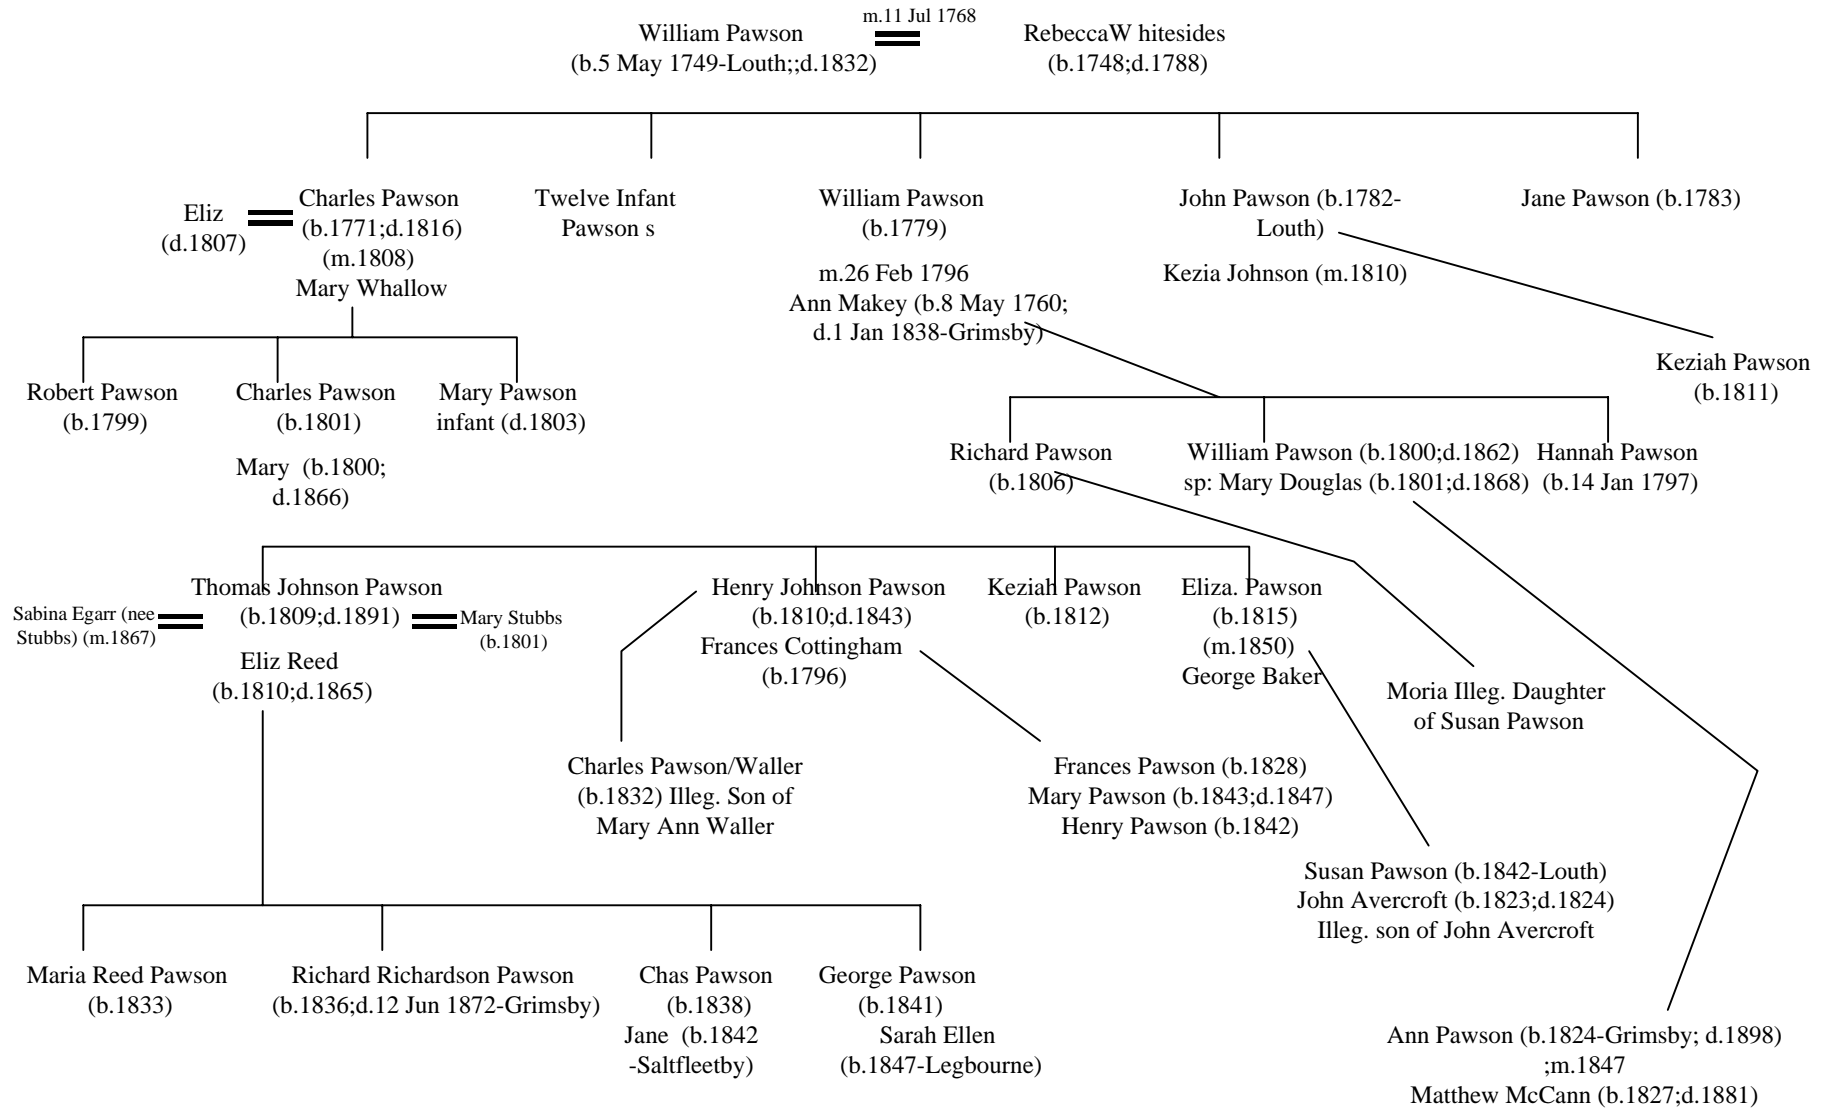 m.11 Jul 1768
William Pawson
(b.5 May 1749-Louth;;d.1832)
RebeccaW hitesides
(b.1748;d.1788)
Eliz
(d.1807)
Charles Pawson
(b.1771;d.1816)
(m.1808)
Mary Whallow
Twelve Infant
Pawson s
William Pawson
(b.1779)
m.26 Feb 1796
Ann Makey (b.8 May 1760;
d.1 Jan 1838-Grimsby)
John Pawson (b.1782-
Louth)
Kezia Johnson (m.1810)
Jane Pawson (b.1783)
Keziah Pawson
(b.1811)
Robert Pawson
(b.1799)
Charles Pawson
(b.1801)
Mary (b.1800;
d.1866)
Mary Pawson
infant (d.1803)
Richard Pawson
(b.1806)
William Pawson (b.1800;d.1862)
sp: Mary Douglas (b.1801;d.1868)
Hannah Pawson
(b.14 Jan 1797)
Sabina Egarr (nee
Stubbs) (m.1867)
Thomas Johnson Pawson
(b.1809;d.1891)
Eliz Reed
(b.1810;d.1865)
Mary Stubbs
(b.1801)
Henry Johnson Pawson
(b.1810;d.1843)
Frances Cottingham
(b.1796)
Keziah Pawson
(b.1812)
Eliza. Pawson
(b.1815)
(m.1850)
George Baker
Moria Illeg. Daughter
of Susan Pawson
Charles Pawson/Waller
(b.1832) Illeg. Son of
Mary Ann Waller
Frances Pawson (b.1828)
Mary Pawson (b.1843;d.1847)
Henry Pawson (b.1842)
Susan Pawson (b.1842-Louth)
John Avercroft (b.1823;d.1824)
Illeg. son of John Avercroft
Maria Reed Pawson
(b.1833)
Richard Richardson Pawson
(b.1836;d.12 Jun 1872-Grimsby)
Chas Pawson
(b.1838)
Jane (b.1842
-Saltfleetby)
George Pawson
(b.1841)
Sarah Ellen
(b.1847-Legbourne)
Ann Pawson (b.1824-Grimsby; d.1898)
;m.1847
Matthew McCann (b.1827;d.1881)